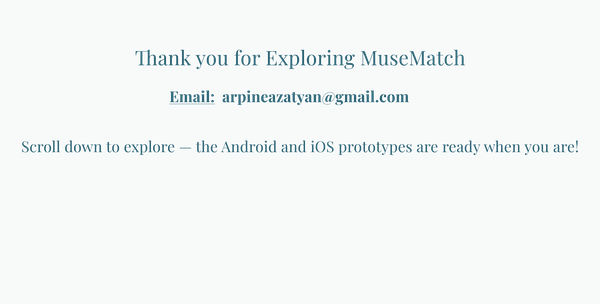 Thank you for Exploring MuseMatch
Email: arpineazatyan@gmail.com
Scroll down to explore — the Android and iOS prototypes are ready when you are!